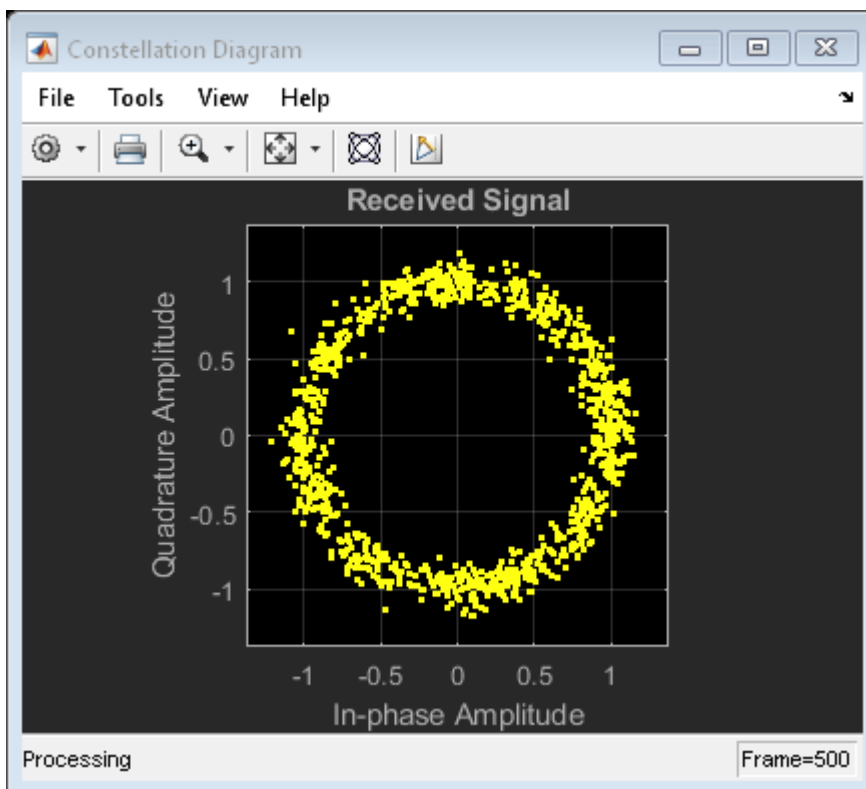 Constellation Diagram
File Tools View Help
Received Signal
Quadrature Amplitude
1
0.5
0
-0.5
-1
-1 -0.5 0 0.5 1
In-phase Amplitude
Processing Frame=500